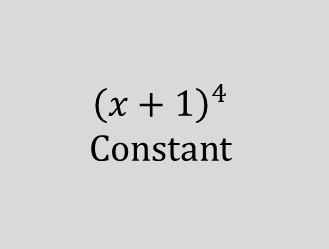 (x + 1)⁴
Constant